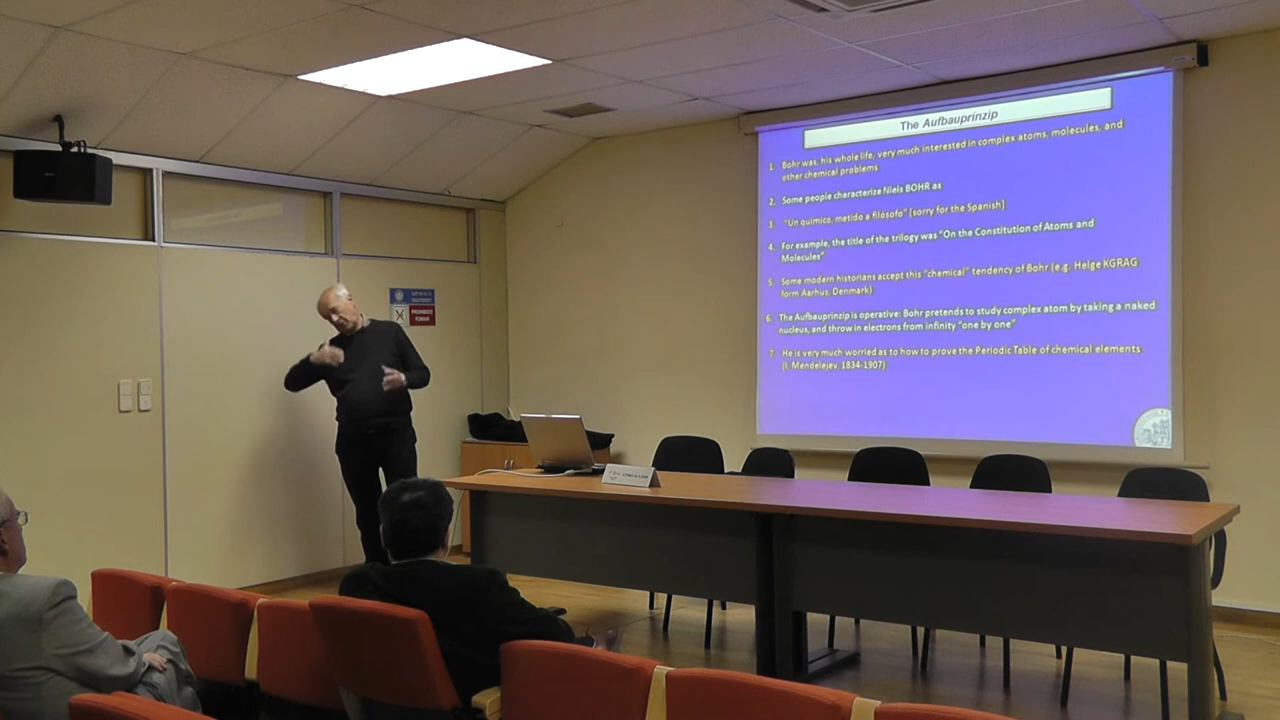 The Aufbauprinzip
1. Bohr was, his whole life, very much interested in complex atoms, molecules, and
other chemical problems
2. Some people characterize Niels BOHR as
3. "Un químico, metido a filósofo" [sorry for the Spanish]
4. For example, the title of the trilogy was "On the Constitution of Atoms and
Molecules"
5. Some modern historians accept this "chemical" tendency of Bohr (e.g. Helge KGRAG
form Aarhus, Denmark)
6. The Aufbauprinzip is operative: Bohr pretends to study complex atom by taking a naked
nucleus, and throw in electrons from infinity "one by one"
7. He is very much worried as to how to prove the Periodic Table of chemical elements
(I. Mendelejev, 1834-1907)
PROHIBIDO
FUMAR